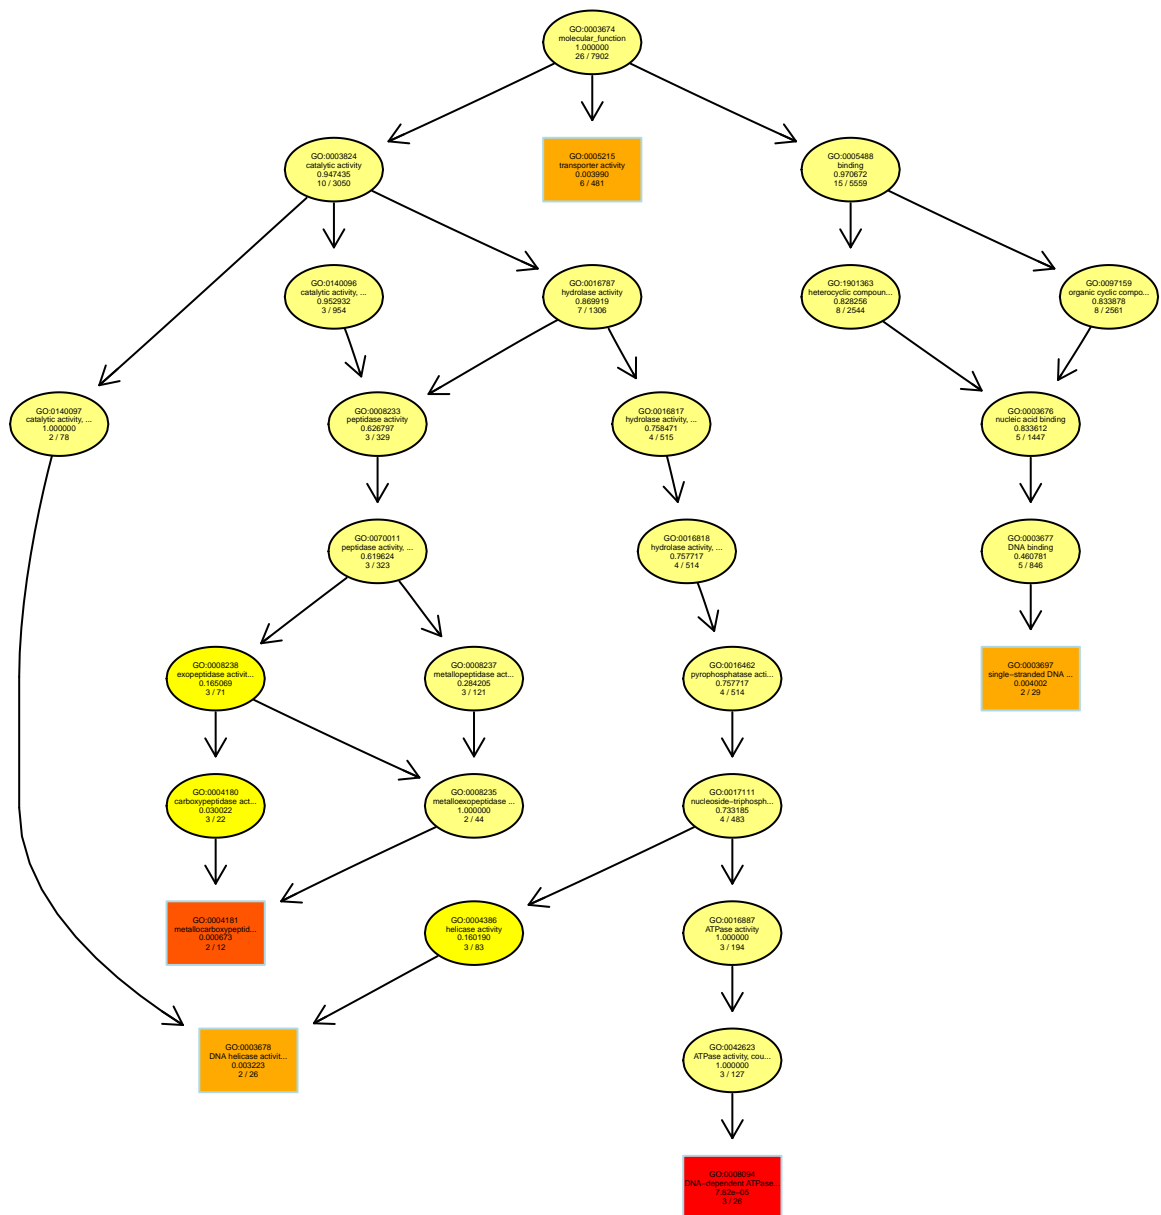 GO:0003674
molecular_function
1.000000
26 / 7902
GO:0003824
catalytic activity
0.947435
10 / 3050
GO:0005215
transporter activity
0.003990
6 / 481
GO:0005488
binding
0.970672
15 / 5559
GO:0140096
catalytic activity, ...
0.952932
3 / 954
GO:0016787
hydrolase activity
0.869919
7 / 1306
GO:1901363
heterocyclic compoun...
0.828256
8 / 2544
GO:0097159
organic cyclic compo...
0.833878
8 / 2561
GO:0140097
catalytic activity, ...
1.000000
2 / 78
GO:0008233
peptidase activity
0.626797
3 / 329
GO:0016817
hydrolase activity, ...
0.758471
4 / 515
GO:0003676
nucleic acid binding
0.833612
5 / 1447
GO:0070011
peptidase activity, ...
0.619624
3 / 323
GO:0016818
hydrolase activity, ...
0.757717
4 / 514
GO:0003677
DNA binding
0.460781
5 / 846
GO:0008238
exopeptidase activit...
0.165069
3 / 71
GO:0008237
metallopeptidase act...
0.284205
3 / 121
GO:0016462
pyrophosphatase acti...
0.757717
4 / 514
GO:0003697
single−stranded DNA ...
0.004002
2 / 29
GO:0004180
carboxypeptidase act...
0.030022
3 / 22
GO:0008235
metalloexopeptidase ...
1.000000
2 / 44
GO:0017111
nucleoside−triphosph...
0.733185
4 / 483
GO:0004181
metallocarboxypeptid...
0.000673
2 / 12
GO:0004386
helicase activity
0.160190
3 / 83
GO:0016887
ATPase activity
1.000000
3 / 194
GO:0003678
DNA helicase activit...
0.003223
2 / 26
GO:0042623
ATPase activity, cou...
1.000000
3 / 127
GO:0008094
DNA−dependent ATPase...
7.82e−05
3 / 26